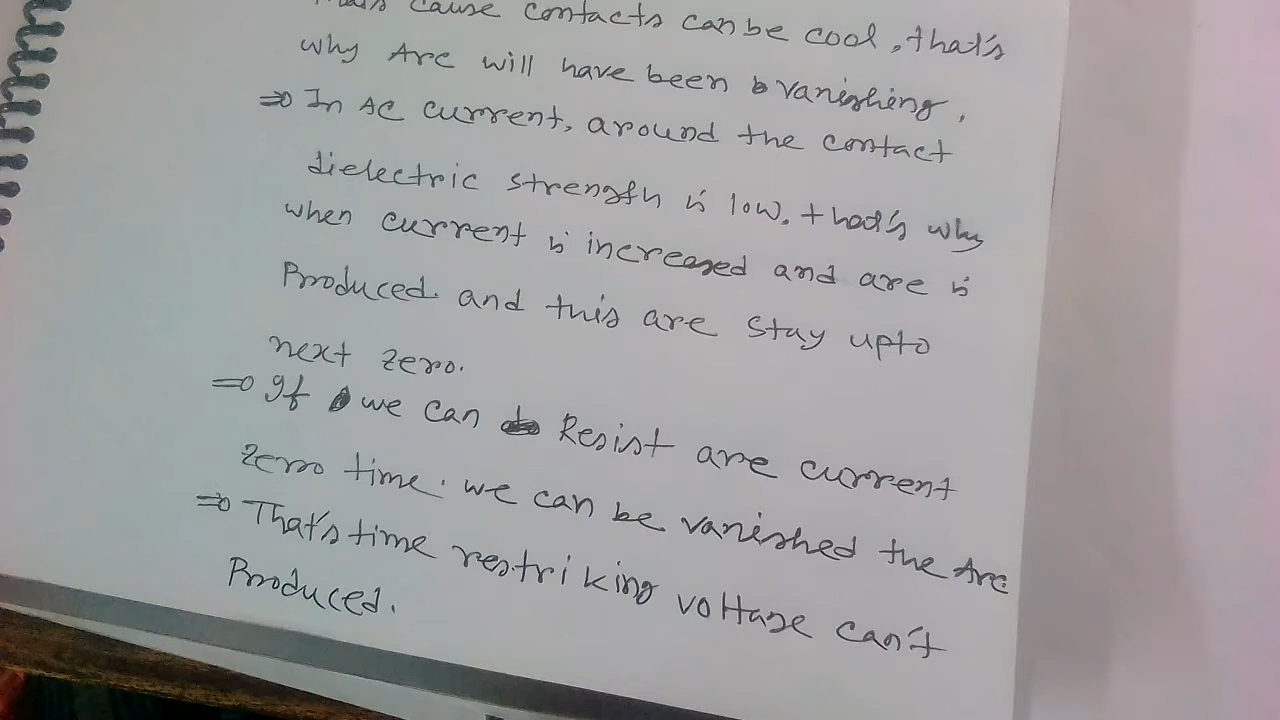 cause contacts can be cool, that's
why Arc will have been vanishing.
⇒ In AC current, around the contact
dielectric strength is low, that's why
when current is increased and arc is
Produced. and this arc stay upto
next zero.
⇒ If we can Resist arc current
zero time. we can be vanished the Arc
⇒ That's time restriking voltage can't
Produced.